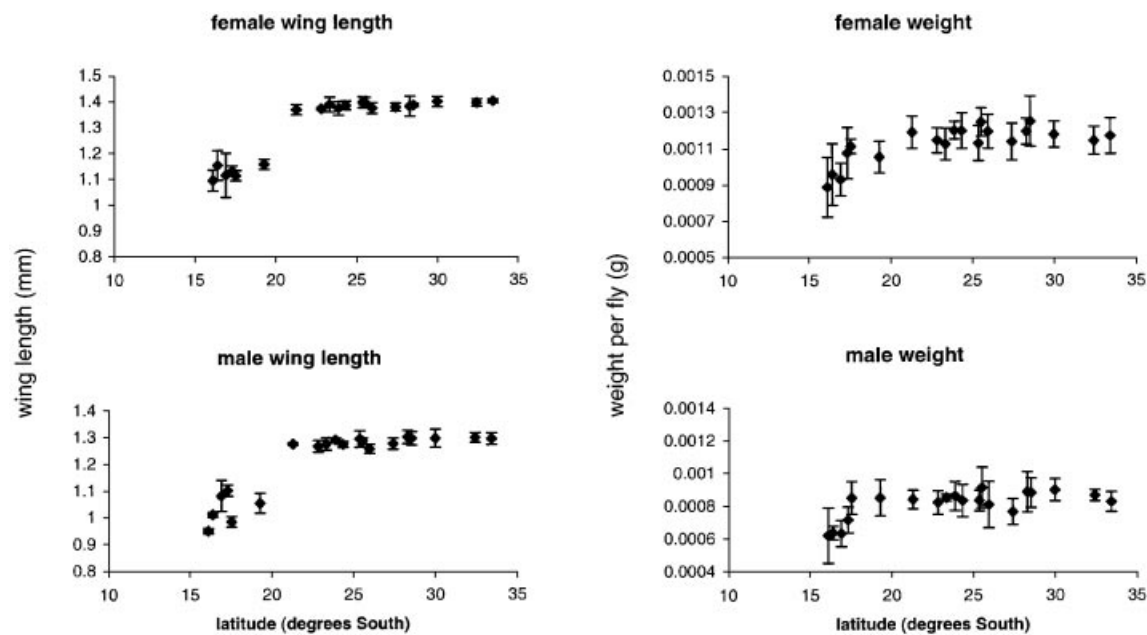 female wing length
1.5
1.4
1.3
1.2
1.1
1
0.9
0.8
10 15 20 25 30 35
male wing length
1.4
1.3
1.2
1.1
1
0.9
0.8
10 15 20 25 30 35
latitude (degrees South)
wing length (mm)
female weight
0.0015
0.0013
0.0011
0.0009
0.0007
0.0005
10 15 20 25 30 35
male weight
0.0014
0.0012
0.001
0.0008
0.0006
0.0004
10 15 20 25 30 35
latitude (degrees South)
weight per fly (g)